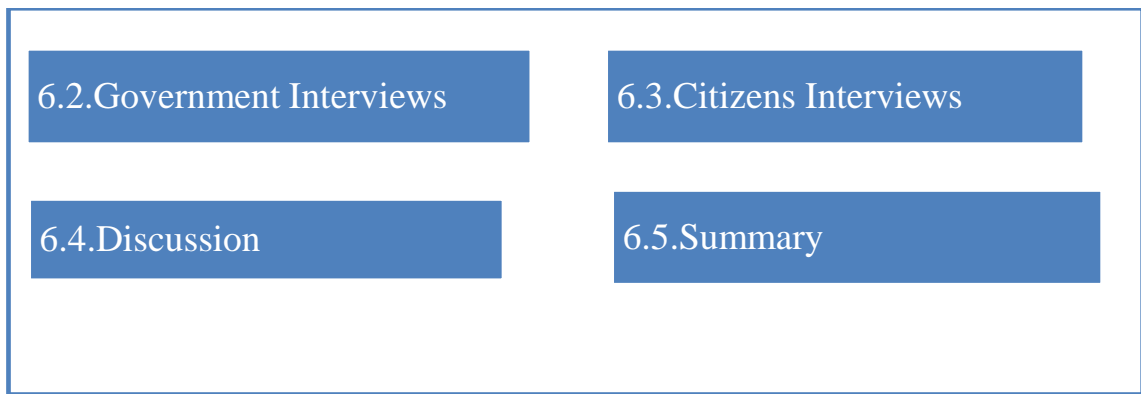 6.2.Government Interviews
6.3.Citizens Interviews
6.4.Discussion
6.5.Summary